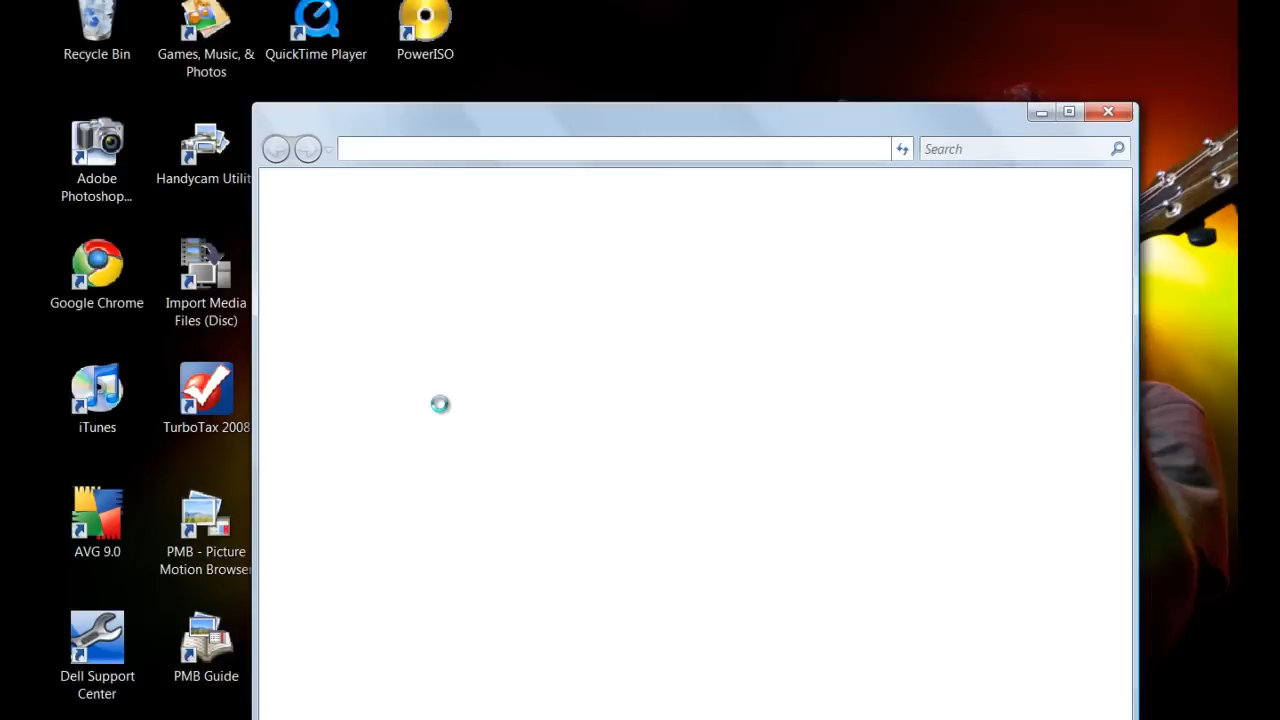 Recycle Bin
Games, Music, &
Photos
QuickTime Player
PowerISO
Adobe
Photoshop...
Handycam Utilit
Search
Google Chrome
Import Media
Files (Disc)
iTunes
TurboTax 2008
AVG 9.0
PMB - Picture
Motion Browse
Dell Support
Center
PMB Guide